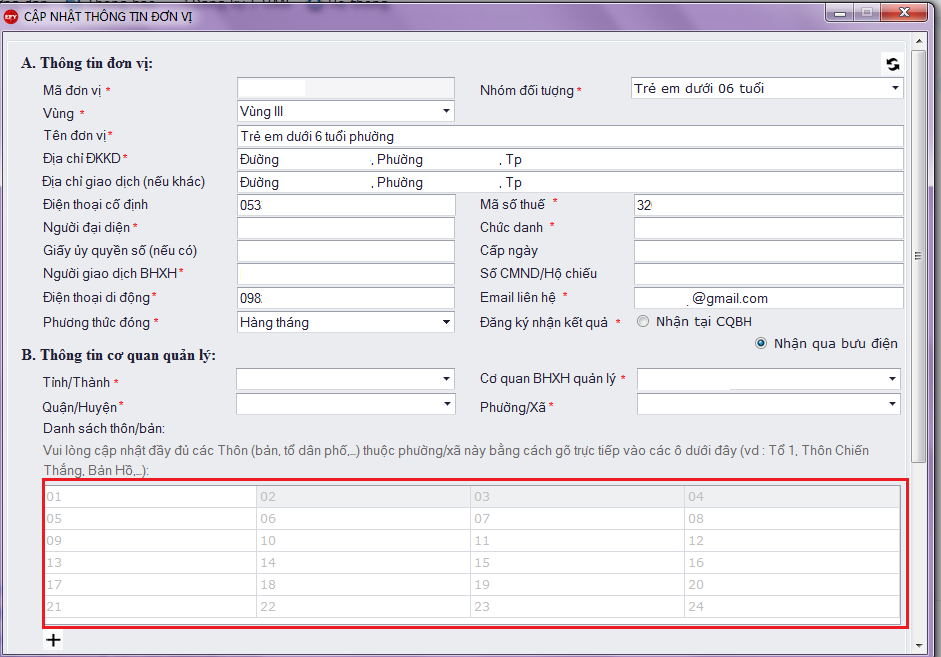 EFY CẬP NHẬT THÔNG TIN ĐƠN VỊ
A. Thông tin đơn vị:
Mã đơn vị * Nhóm đối tượng * Trẻ em dưới 06 tuổi
Vùng * Vùng III
Tên đơn vị* Trẻ em dưới 6 tuổi phường
Địa chỉ ĐKKD* Đường , Phường , Tp
Địa chỉ giao dịch (nếu khác) Đường , Phường , Tp
Điện thoại cố định 053 Mã số thuế * 32
Người đại diện* Chức danh *
Giấy ủy quyền số (nếu có) Cấp ngày
Người giao dịch BHXH* Số CMND/Hộ chiếu
Điện thoại di động* 098 Email liên hệ * . @gmail.com
Phương thức đóng * Hàng tháng Đăng ký nhận kết quả * Nhận tại CQBH
Nhận qua bưu điện
B. Thông tin cơ quan quản lý:
Tỉnh/Thành * Cơ quan BHXH quản lý *
Quận/Huyện* Phường/Xã*
Danh sách thôn/bản:
Vui lòng cập nhật đầy đủ các Thôn (bản, tổ dân phố,...) thuộc phường/xã này bằng cách gõ trực tiếp vào các ô dưới đây (vd : Tổ 1, Thôn Chiến
Thắng, Bản Hồ,...):
01 02 03 04
05 06 07 08
09 10 11 12
13 14 15 16
17 18 19 20
21 22 23 24